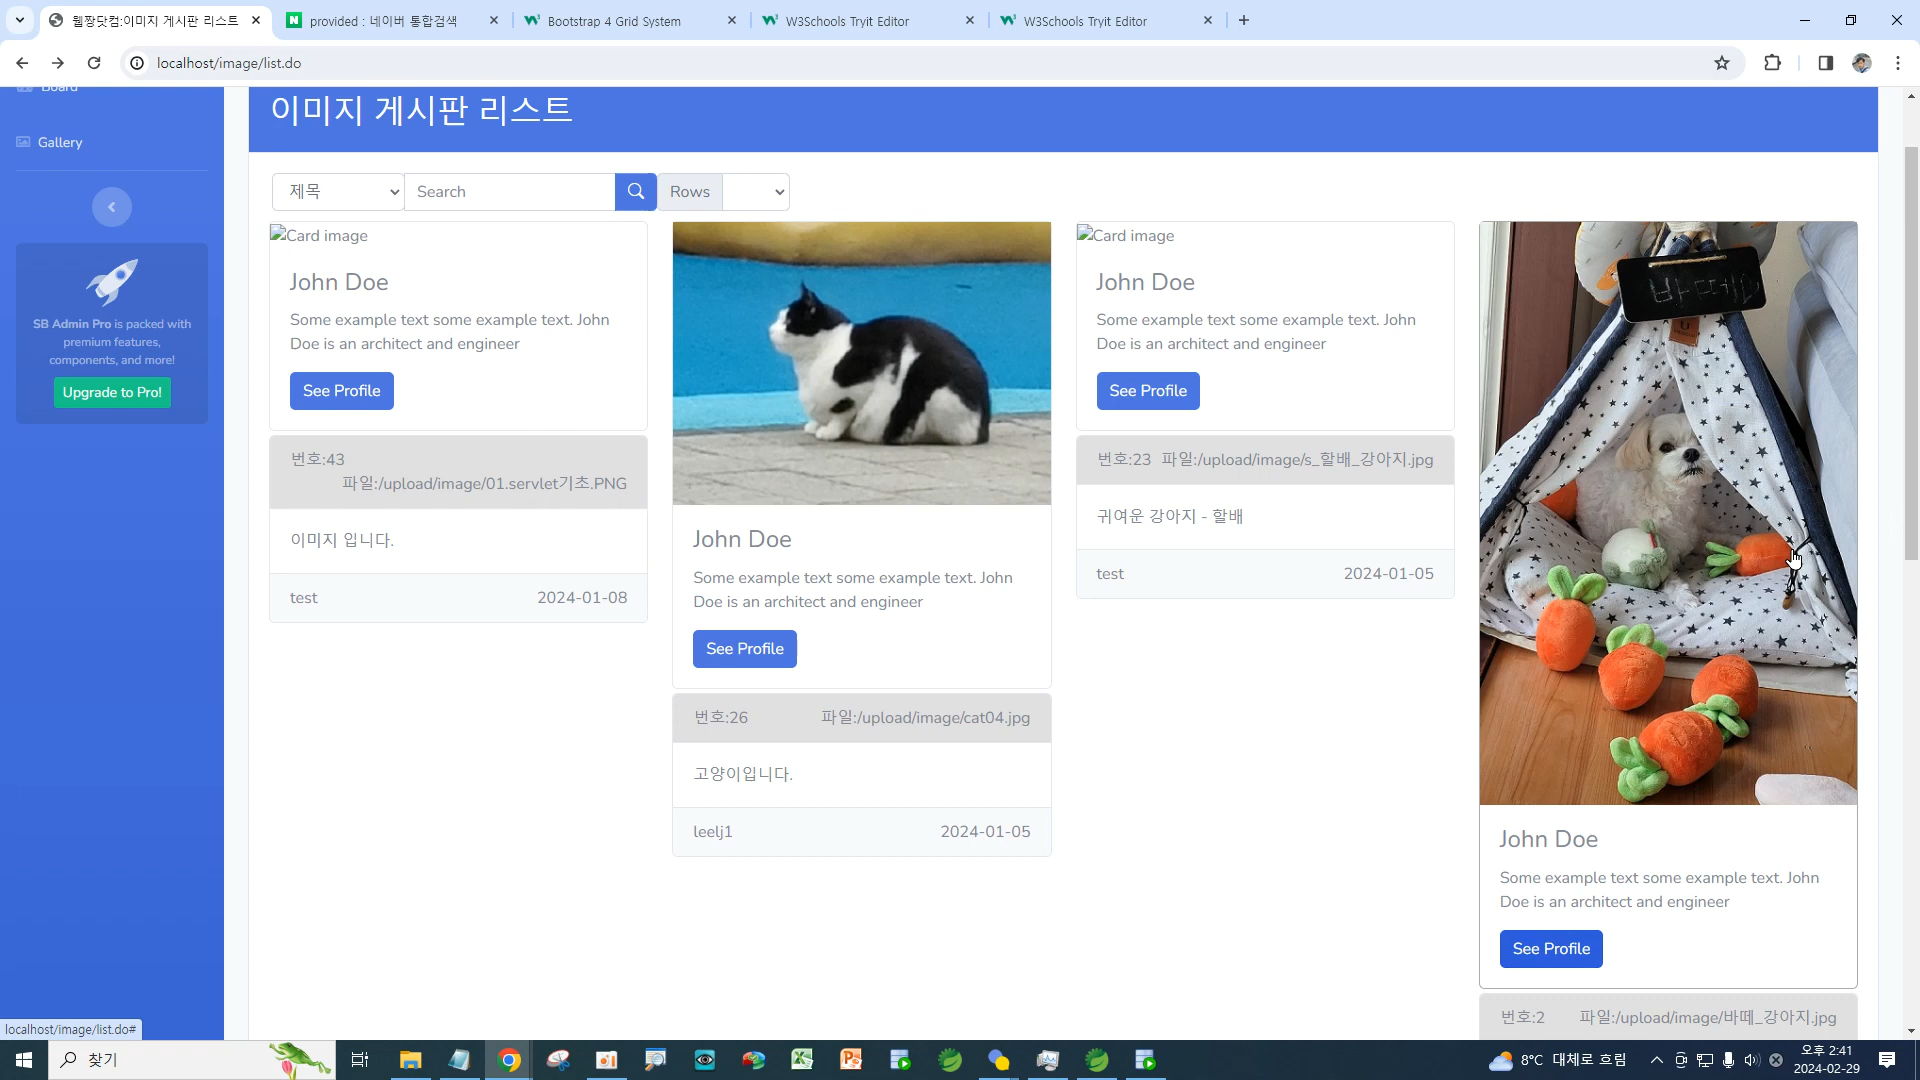 웹짱닷컴:이미지 게시판 리스트
provided : 네이버 통합검색
Bootstrap 4 Grid System
W3Schools Tryit Editor
W3Schools Tryit Editor
localhost/image/list.do
Board
이미지 게시판 리스트
Gallery
제목
Search
Rows
SB Admin Pro is packed with
premium features,
components, and more!
Upgrade to Pro!
Card image
John Doe
Some example text some example text. John
Doe is an architect and engineer
See Profile
번호:43
파일:/upload/image/01.servlet기초.PNG
이미지 입니다.
test
2024-01-08
John Doe
Some example text some example text. John
Doe is an architect and engineer
See Profile
번호:26
파일:/upload/image/cat04.jpg
고양이입니다.
leelj1
2024-01-05
Card image
John Doe
Some example text some example text. John
Doe is an architect and engineer
See Profile
번호:23
파일:/upload/image/s_할배_강아지.jpg
귀여운 강아지 - 할배
test
2024-01-05
John Doe
Some example text some example text. John
Doe is an architect and engineer
See Profile
번호:2
파일:/upload/image/바떼_강아지.jpg
localhost/image/list.do#
찾기
8°C 대체로 흐림
오후 2:41
2024-02-29